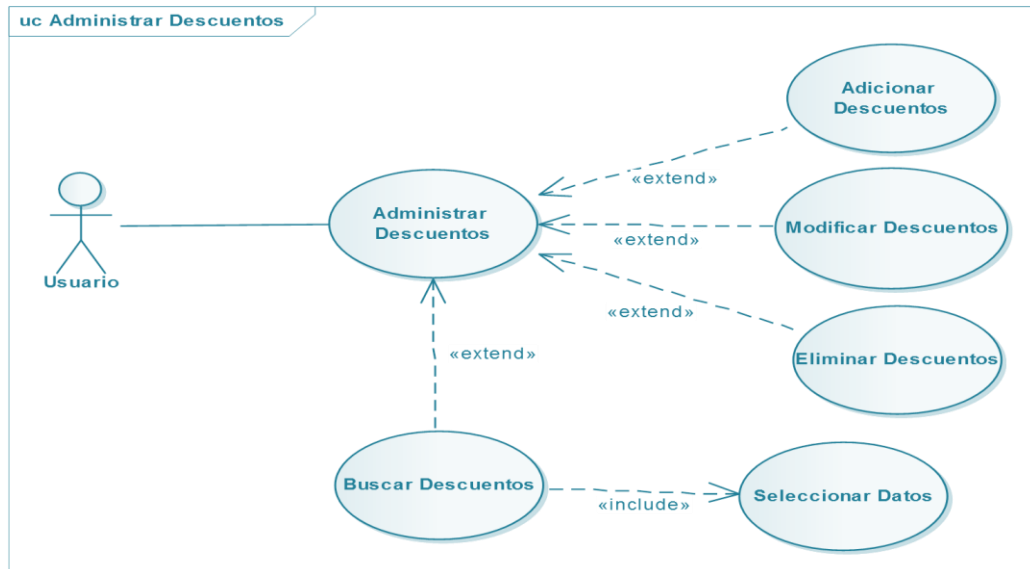 uc Administrar Descuentos
Adicionar
Descuentos
«extend»
Administrar
Descuentos
Modificar Descuentos
«extend»
Usuario
«extend»
Eliminar Descuentos
«extend»
Buscar Descuentos
«include»
Seleccionar Datos